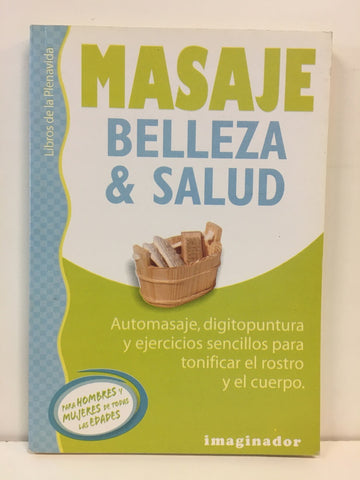 Libros de la Plenavida
MASAJE
BELLEZA
& SALUD
Automasaje, digitopuntura
y ejercicios sencillos para
tonificar el rostro
y el cuerpo.
PARA HOMBRES Y
MUJERES DE TODAS
LAS EDADES
imaginador